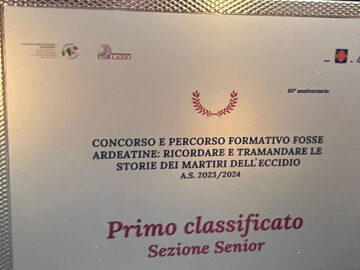 USR LAZIO
80° anniversario
CONCORSO E PERCORSO FORMATIVO FOSSE
ARDEATINE: RICORDARE E TRAMANDARE LE
STORIE DEI MARTIRI DELL'ECCIDIO
A.S. 2023/2024
Primo classificato
Sezione Senior